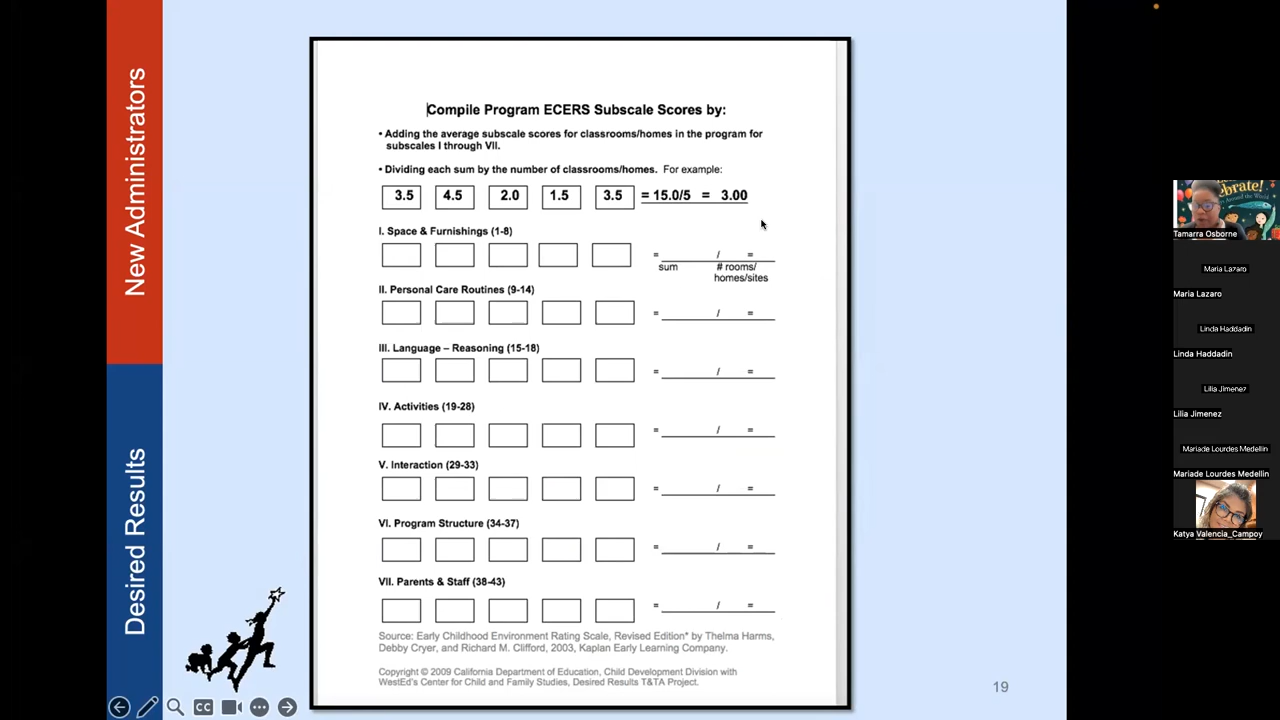 New Administrators
Desired Results
Compile Program ECERS Subscale Scores by:
• Adding the average subscale scores for classrooms/homes in the program for
subscales I through VII.
• Dividing each sum by the number of classrooms/homes. For example:
3.5 4.5 2.0 1.5 3.5 = 15.0/5 = 3.00
I. Space & Furnishings (1-8)
= / =
sum # rooms/
homes/sites
II. Personal Care Routines (9-14)
= / =
III. Language – Reasoning (15-18)
= / =
IV. Activities (19-28)
= / =
V. Interaction (29-33)
= / =
VI. Program Structure (34-37)
= / =
VII. Parents & Staff (38-43)
= / =
Source: Early Childhood Environment Rating Scale, Revised Edition* by Thelma Harms,
Debby Cryer, and Richard M. Clifford, 2003, Kaplan Early Learning Company.
Copyright © 2009 California Department of Education, Child Development Division with
WestEd's Center for Child and Family Studies, Desired Results T&TA Project.
19
CC
Tamarra Osborne
Maria Lazaro
Maria Lazaro
Linda Haddadin
Linda Haddadin
Lilia Jimenez
Lilia Jimenez
Mariade Lourdes Medellin
Mariade Lourdes Medellin
Katya Valencia_Campoy